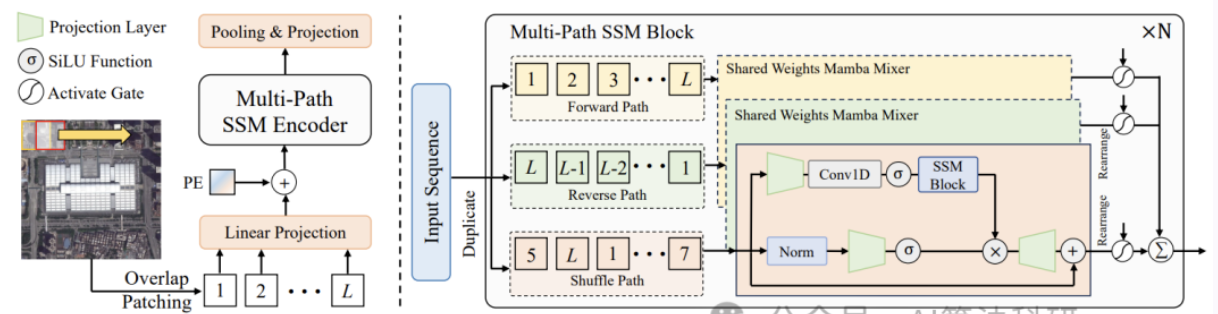 Projection Layer
σ SiLU Function
Activate Gate
Pooling & Projection
Multi-Path
SSM Encoder
PE
+
Linear Projection
Overlap
Patching
1 2 ••• L
Input Sequence
Duplicate
Multi-Path SSM Block
×N
1 2 3 ••• L
Forward Path
L L-1 L-2 ••• 1
Reverse Path
5 L 1 ••• 7
Shuffle Path
Shared Weights Mamba Mixer
Shared Weights Mamba Mixer
Conv1D
σ
SSM
Block
Norm
σ
×
+
Rearrange
Rearrange
Σ